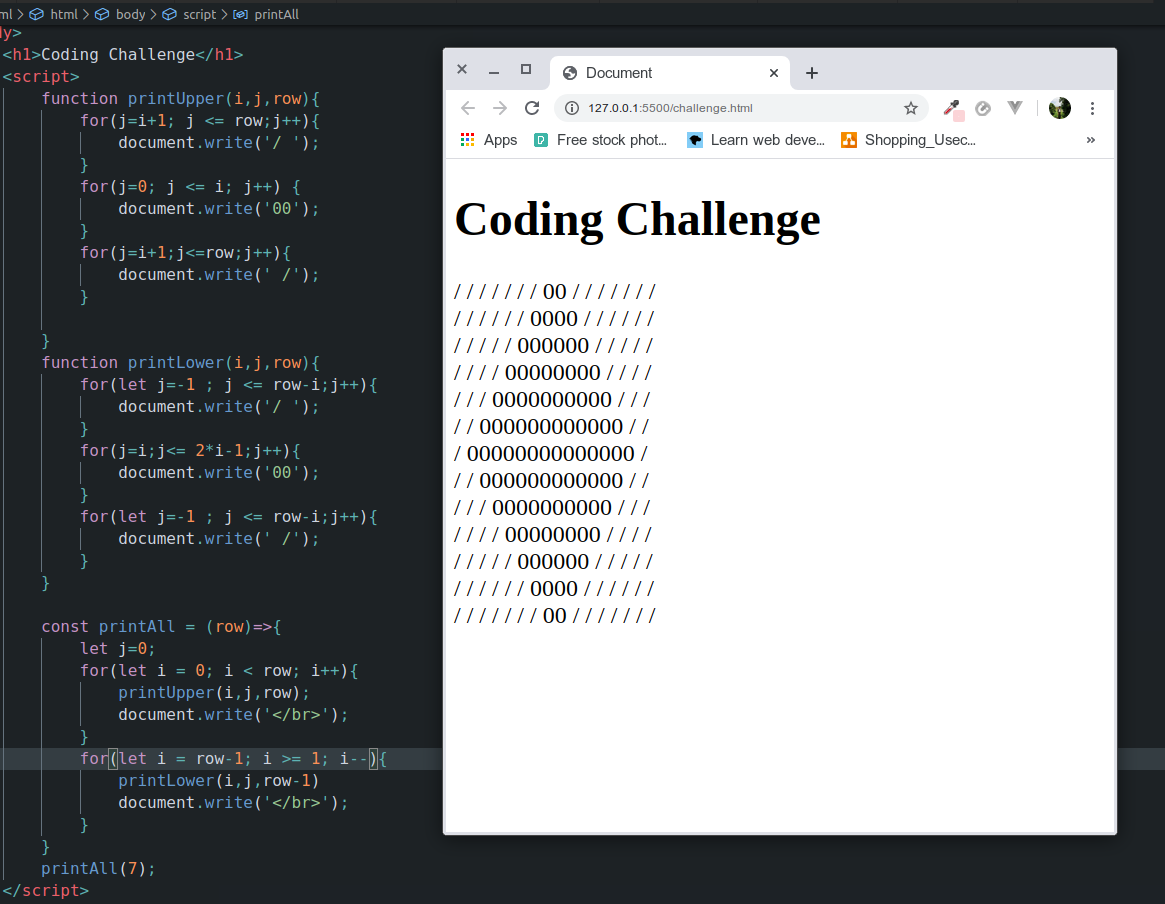 ml > html > body > script > printAll
dy>
<h1>Coding Challenge</h1>
<script>
function printUpper(i,j,row){
for(j=i+1; j <= row;j++){
document.write('/ ');
}
for(j=0; j <= i; j++) {
document.write('00');
}
for(j=i+1;j<=row;j++){
document.write(' /');
}
}
function printLower(i,j,row){
for(let j=-1 ; j <= row-i;j++){
document.write('/ ');
}
for(j=i;j<= 2*i-1;j++){
document.write('00');
}
for(let j=-1 ; j <= row-i;j++){
document.write(' /');
}
}
const printAll = (row)=>{
let j=0;
for(let i = 0; i < row; i++){
printUpper(i,j,row);
document.write('</br>');
}
for(let i = row-1; i >= 1; i--){
printLower(i,j,row-1)
document.write('</br>');
}
}
printAll(7);
</script>
Document
127.0.0.1:5500/challenge.html
Apps Free stock phot... Learn web deve... Shopping_Usec... »
Coding Challenge
/ / / / / / / 00 / / / / / / /
/ / / / / / 0000 / / / / / /
/ / / / / 000000 / / / / /
/ / / / 00000000 / / / /
/ / / 0000000000 / / /
/ / 000000000000 / /
/ 00000000000000 /
/ / 000000000000 / /
/ / / 0000000000 / / /
/ / / / 00000000 / / / /
/ / / / / 000000 / / / / /
/ / / / / / 0000 / / / / / /
/ / / / / / / 00 / / / / / / /